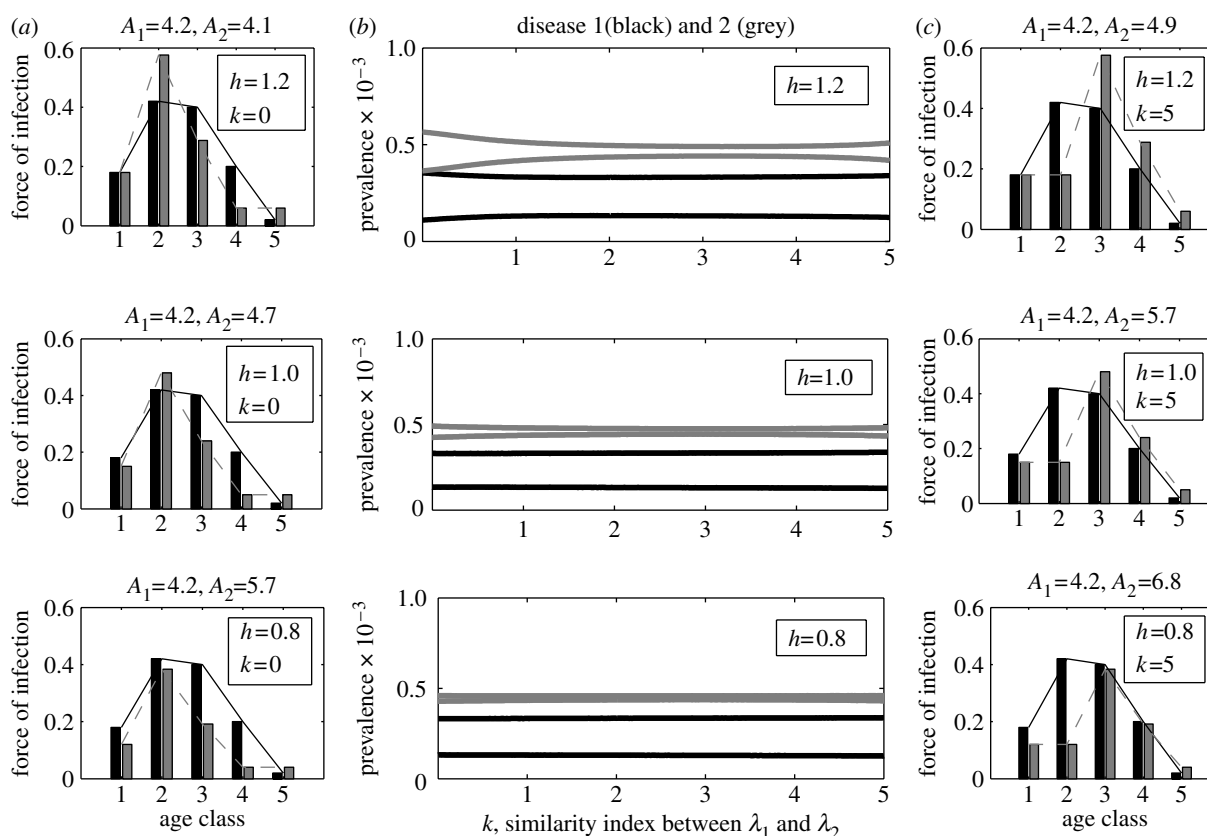 (a)
A₁=4.2, A₂=4.1
force of infection
0.6
0.4
0.2
0
h=1.2
k=0
1 2 3 4 5
(b)
disease 1(black) and 2 (grey)
prevalence × 10⁻³
1.0
0.5
0
h=1.2
1 2 3 4 5
(c)
A₁=4.2, A₂=4.9
force of infection
0.6
0.4
0.2
0
h=1.2
k=5
1 2 3 4 5
A₁=4.2, A₂=4.7
force of infection
0.6
0.4
0.2
0
h=1.0
k=0
1 2 3 4 5
prevalence × 10⁻³
1.0
0.5
0
h=1.0
1 2 3 4 5
A₁=4.2, A₂=5.7
force of infection
0.6
0.4
0.2
0
h=1.0
k=5
1 2 3 4 5
A₁=4.2, A₂=5.7
force of infection
0.6
0.4
0.2
0
h=0.8
k=0
1 2 3 4 5
age class
prevalence × 10⁻³
1.0
0.5
0
h=0.8
1 2 3 4 5
k, similarity index between λ₁ and λ₂
A₁=4.2, A₂=6.8
force of infection
0.6
0.4
0.2
0
h=0.8
k=5
1 2 3 4 5
age class